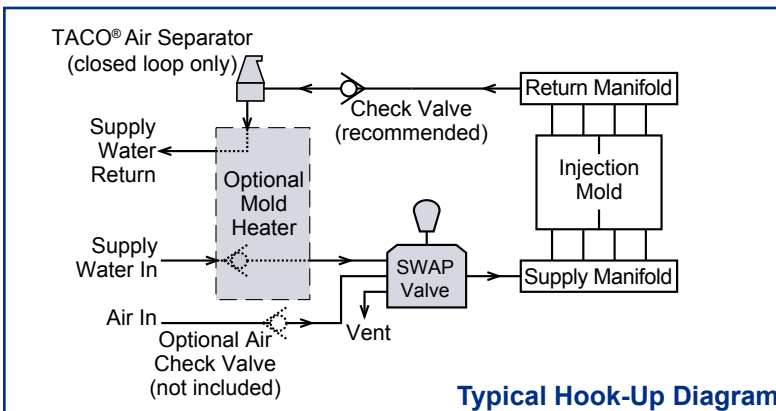 TACO® Air Separator
(closed loop only)
Return Manifold
Check Valve
(recommended)
Supply
Water
Return
Optional
Mold
Heater
Injection
Mold
Supply
Water In
SWAP
Valve
Supply Manifold
Air In
Vent
Optional Air
Check Valve
(not included)
Typical Hook-Up Diagram